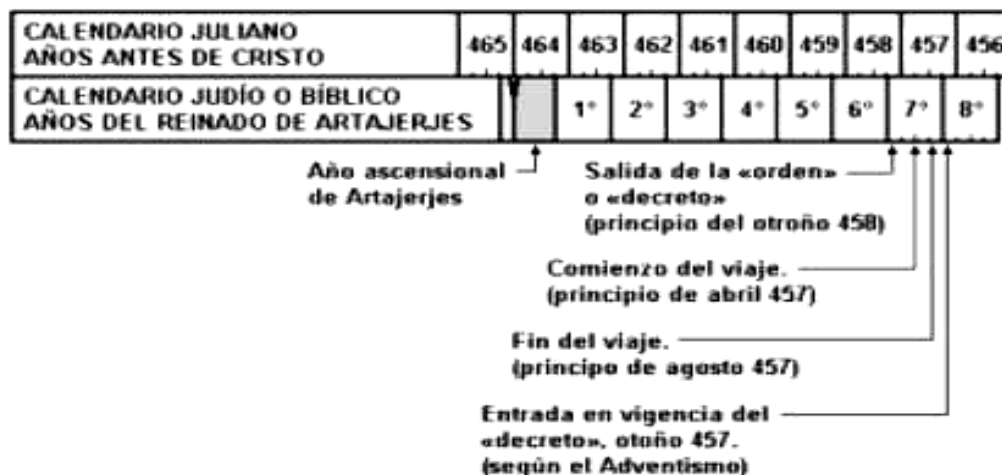 CALENDARIO JULIANO
AÑOS ANTES DE CRISTO
465 464 463 462 461 460 459 458 457 456
CALENDARIO JUDÍO O BÍBLICO
AÑOS DEL REINADO DE ARTAJERJES
1° 2° 3° 4° 5° 6° 7° 8°
Año ascensional
de Artajerjes
Salida de la «orden»
o «decreto»
(principio del otroño 458)
Comienzo del viaje.
(principio de abril 457)
Fin del viaje.
(principo de agosto 457)
Entrada en vigencia del
«decreto», otoño 457.
(según el Adventismo)